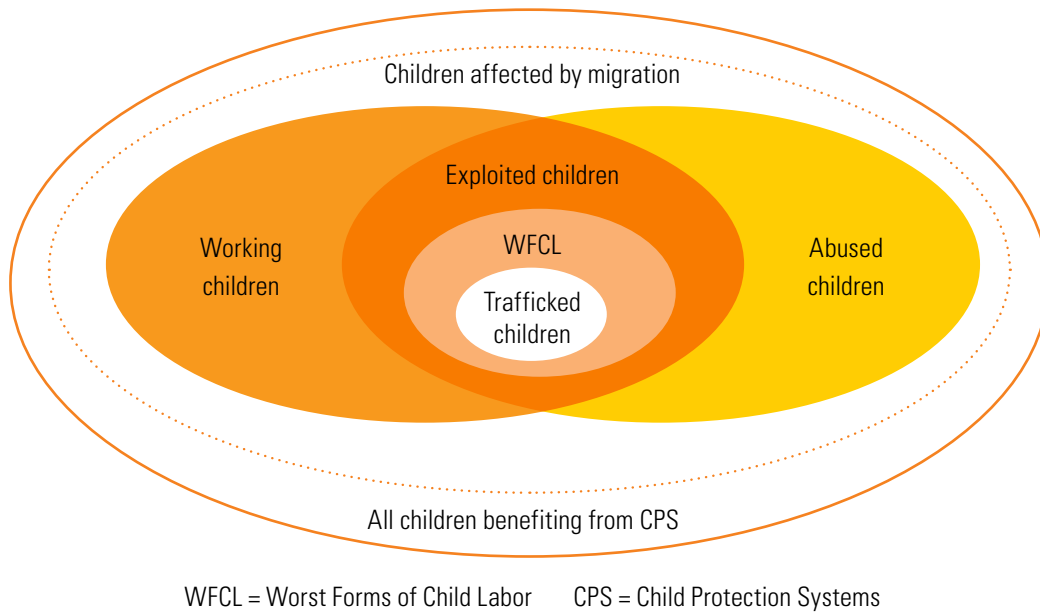 Children affected by migration
Exploited children
Working
children
WFCL
Abused
children
Trafficked
children
All children benefiting from CPS
WFCL = Worst Forms of Child Labor CPS = Child Protection Systems